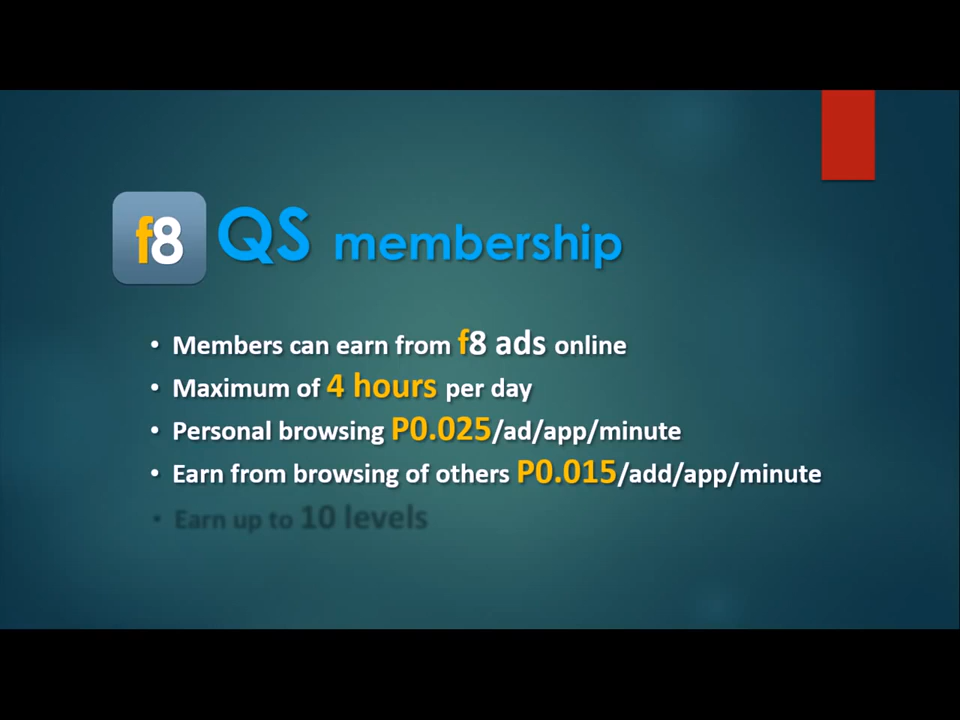 f8 QS membership
• Members can earn from f8 ads online
• Maximum of 4 hours per day
• Personal browsing P0.025/ad/app/minute
• Earn from browsing of others P0.015/add/app/minute
• Earn up to 10 levels